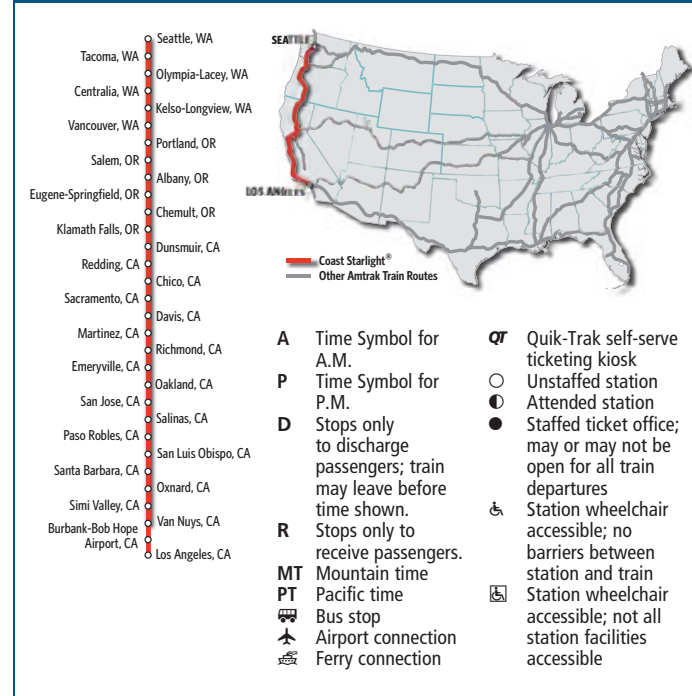 Seattle, WA
Tacoma, WA
Olympia-Lacey, WA
Centralia, WA
Kelso-Longview, WA
Vancouver, WA
Portland, OR
Salem, OR
Albany, OR
Eugene-Springfield, OR
Chemult, OR
Klamath Falls, OR
Dunsmuir, CA
Redding, CA
Chico, CA
Sacramento, CA
Davis, CA
Martinez, CA
Richmond, CA
Emeryville, CA
Oakland, CA
San Jose, CA
Salinas, CA
Paso Robles, CA
San Luis Obispo, CA
Santa Barbara, CA
Oxnard, CA
Simi Valley, CA
Van Nuys, CA
Burbank-Bob Hope
Airport, CA
Los Angeles, CA
SEATTLE
LOS ANGELES
Coast Starlight®
Other Amtrak Train Routes
A Time Symbol for
A.M.
P Time Symbol for
P.M.
D Stops only
to discharge
passengers; train
may leave before
time shown.
R Stops only to
receive passengers.
MT Mountain time
PT Pacific time
Bus stop
Airport connection
Ferry connection
QT Quik-Trak self-serve
ticketing kiosk
Unstaffed station
Attended station
Staffed ticket office;
may or may not be
open for all train
departures
Station wheelchair
accessible; no
barriers between
station and train
Station wheelchair
accessible; not all
station facilities
accessible